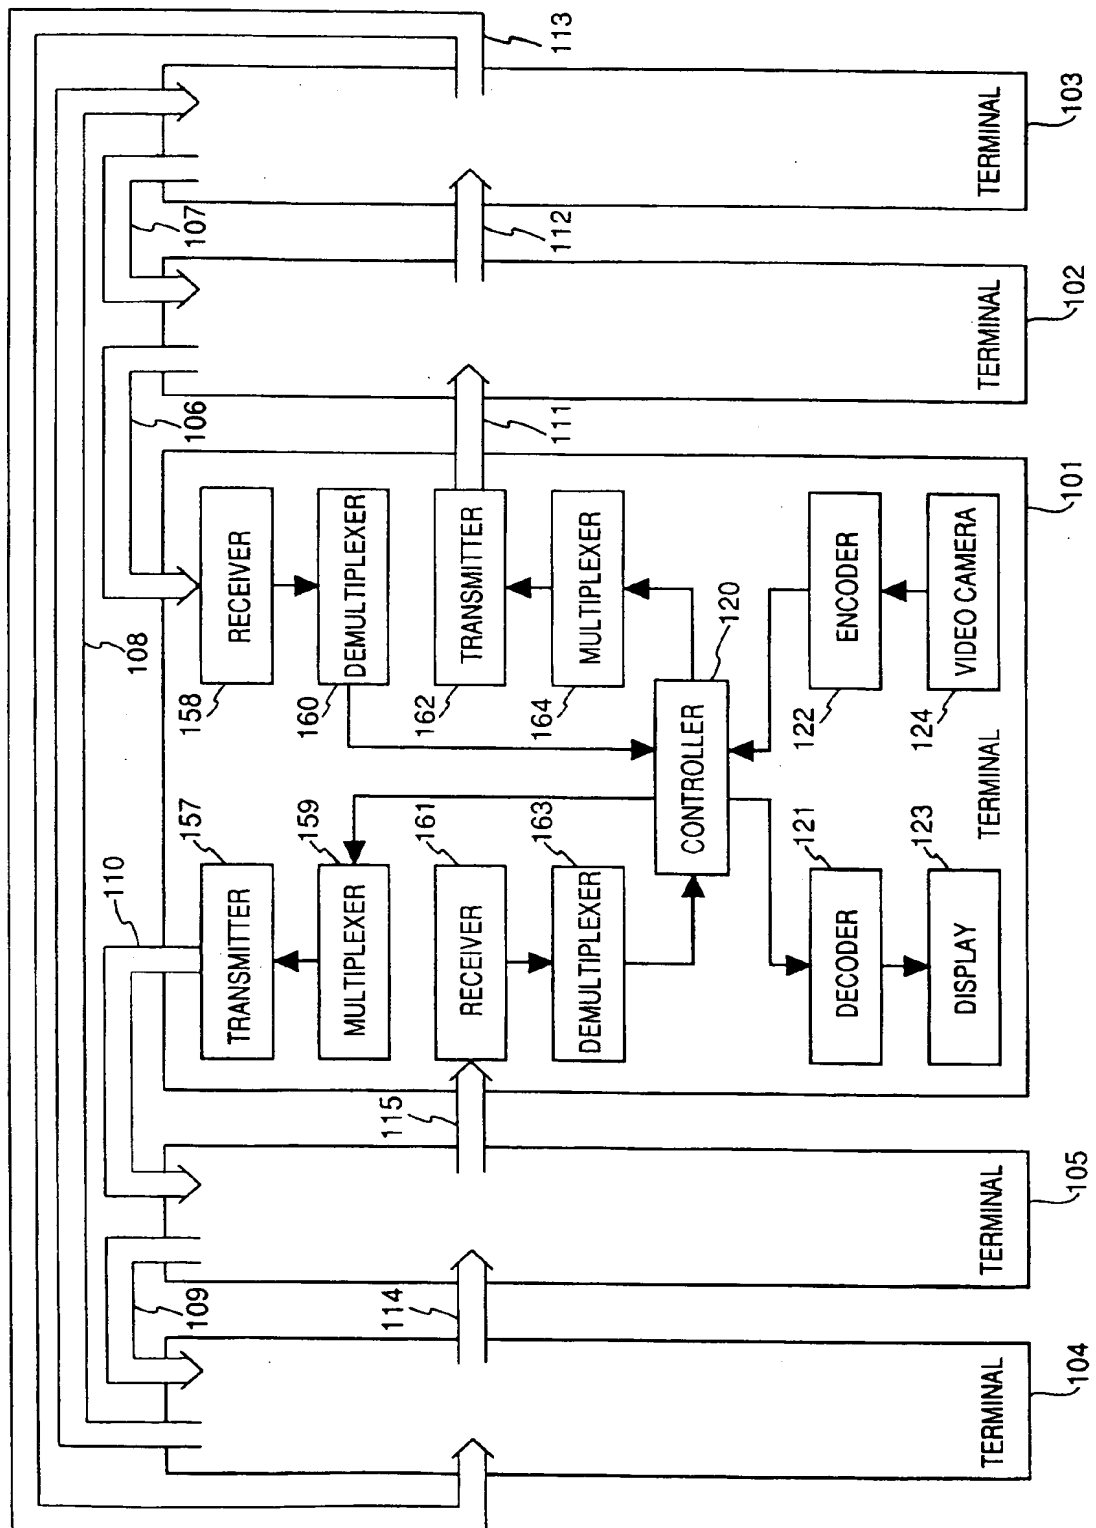 113
108
110
109
107
106
157
TRANSMITTER
159
MULTIPLEXER
158
RECEIVER
160
DEMULTIPLEXER
115
161
RECEIVER
163
DEMULTIPLEXER
162
TRANSMITTER
164
MULTIPLEXER
114
111
112
CONTROLLER
120
121
DECODER
123
DISPLAY
122
ENCODER
124
VIDEO CAMERA
TERMINAL
104
TERMINAL
105
TERMINAL
101
TERMINAL
102
TERMINAL
103